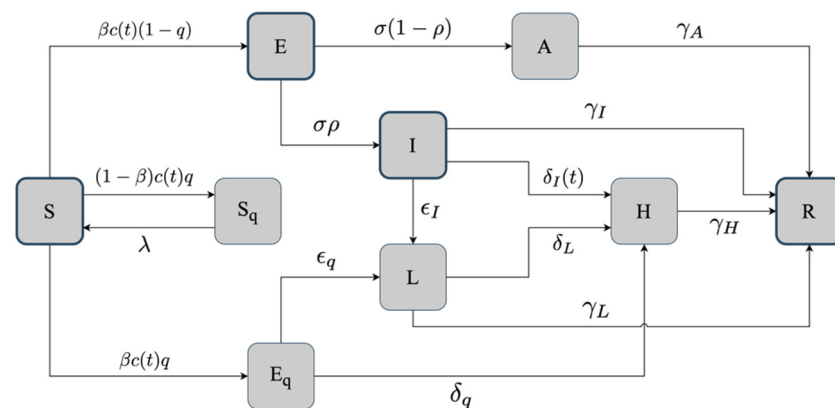 βc(t)(1 − q)
E
σ(1 − ρ)
A
γ_A
σρ
I
γ_I
(1 − β)c(t)q
S
S_q
λ
δ_I(t)
H
R
ϵ_I
γ_H
δ_L
ϵ_q
L
γ_L
βc(t)q
E_q
δ_q